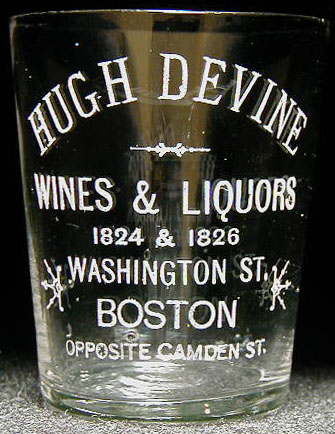 HUGH DEVINE
WINES & LIQUORS
1824 & 1826
WASHINGTON ST.
BOSTON
OPPOSITE CAMDEN ST.